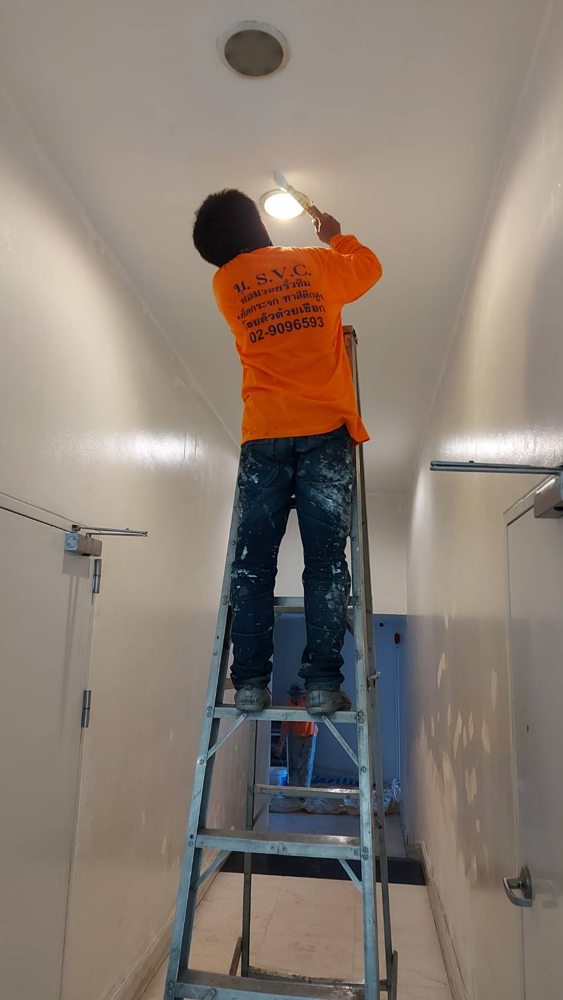 บ. S.V.C.
ซ่อมรอยรั่วซึม
เช็ดกระจก ทาสีตึกสูง
โรยตัวด้วยเชือก
02-9096593